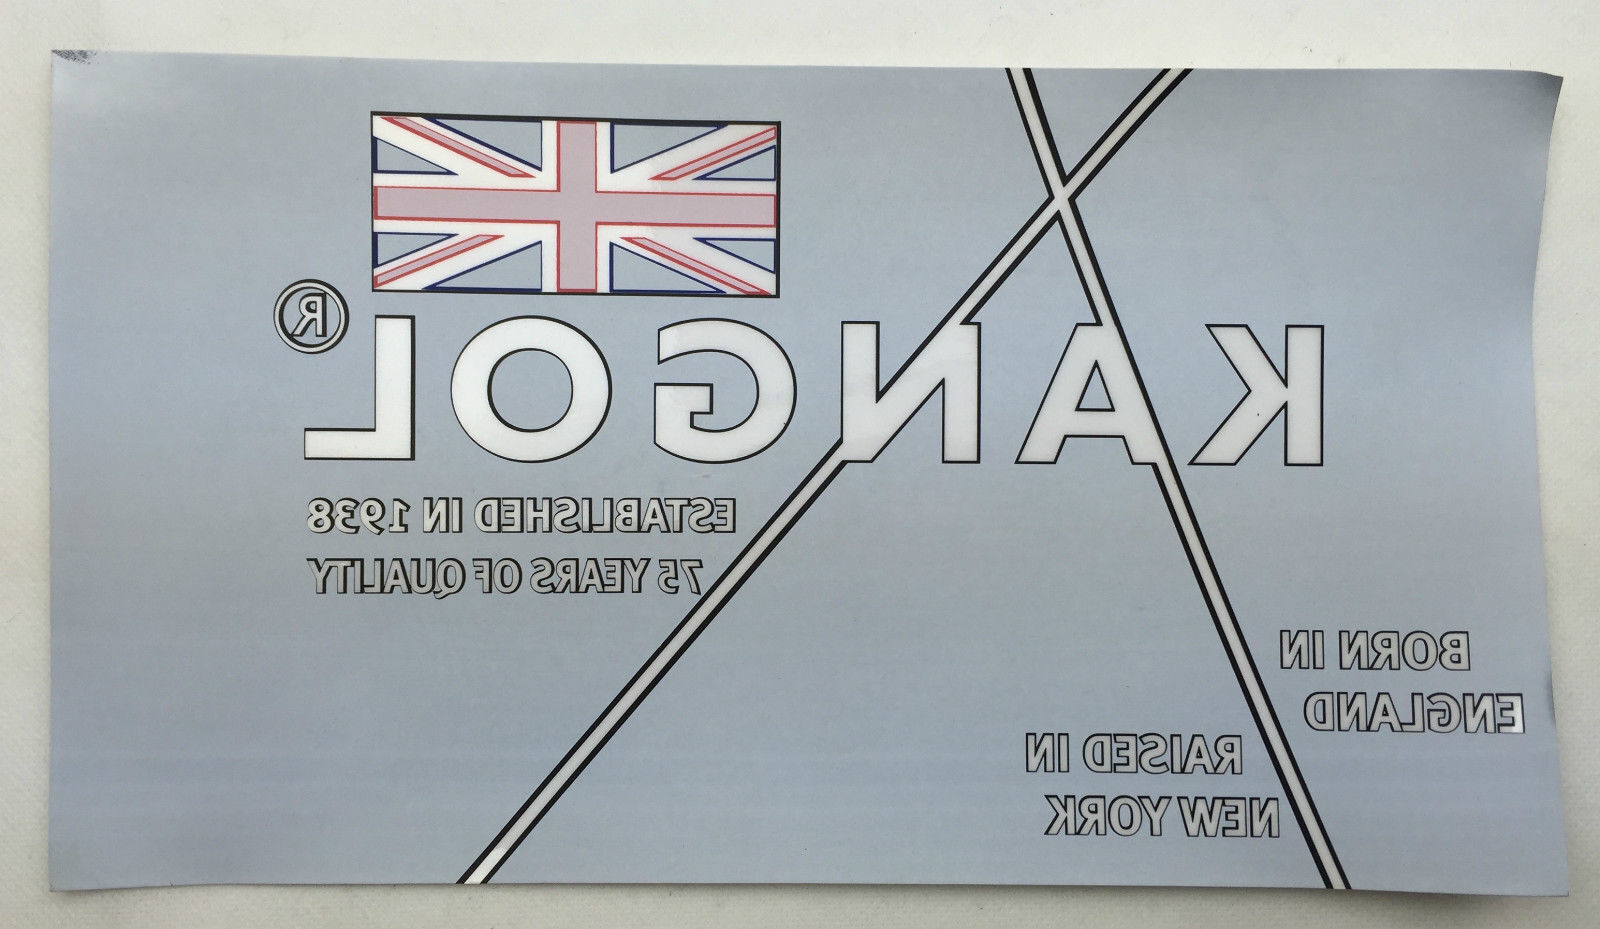 KANGOL®
ESTABLISHED IN 1938
75 YEARS OF QUALITY
BORN IN
ENGLAND
RAISED IN
NEW YORK